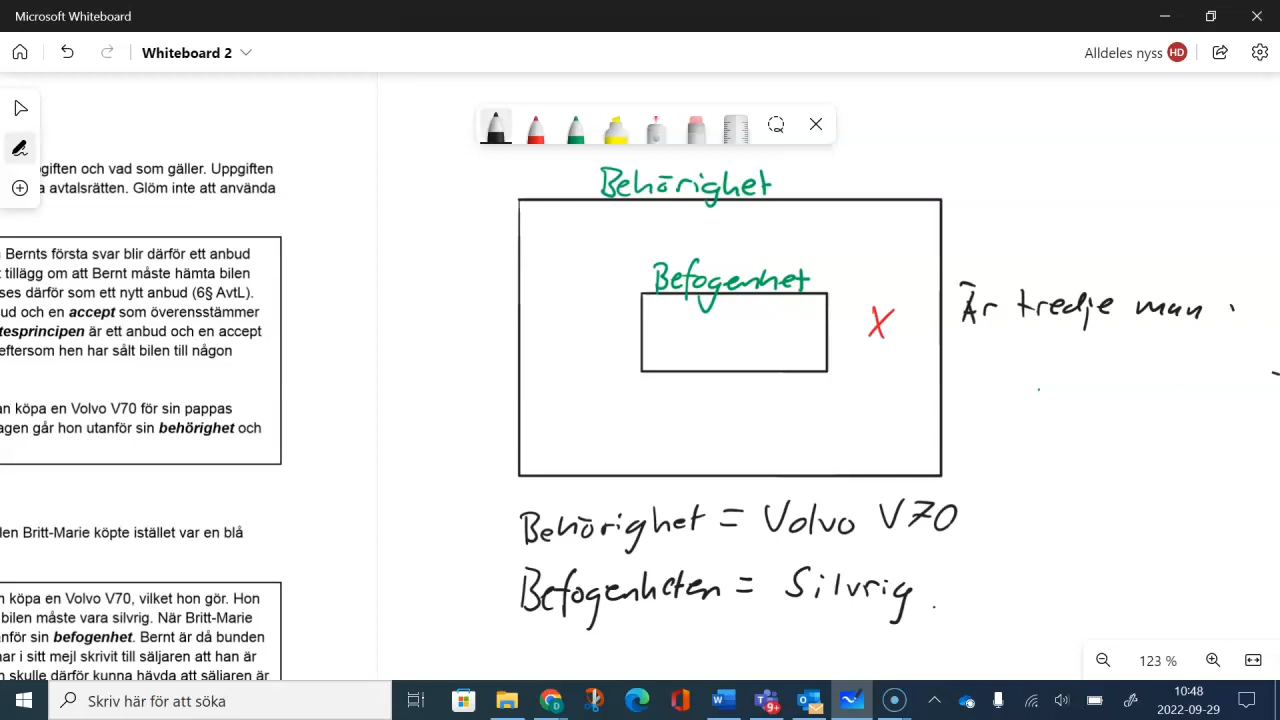 Microsoft Whiteboard
Whiteboard 2
Alldeles nyss HD
giften och vad som gäller. Uppgiften
a avtalsrätten. Glöm inte att använda
Bernts första svar blir därför ett anbud
t tillägg om att Bernt måste hämta bilen
ses därför som ett nytt anbud (6§ AvtL).
ud och en accept som överensstämmer
tesprincipen är ett anbud och en accept
eftersom hen har sålt bilen till någon
an köpa en Volvo V70 för sin pappas
agen går hon utanför sin behörighet och
len Britt-Marie köpte istället var en blå
n köpa en Volvo V70, vilket hon gör. Hon
bilen måste vara silvrig. När Britt-Marie
nför sin befogenhet. Bernt är då bunden
nar i sitt mejl skrivit till säljaren att han är
n skulle därför kunna hävda att säljaren är
Behörighet
Befogenhet
X
Är tredje man
Behörighet = Volvo V70
Befogenheten = Silvrig.
123 %
Skriv här för att söka
9+
10:48
2022-09-29